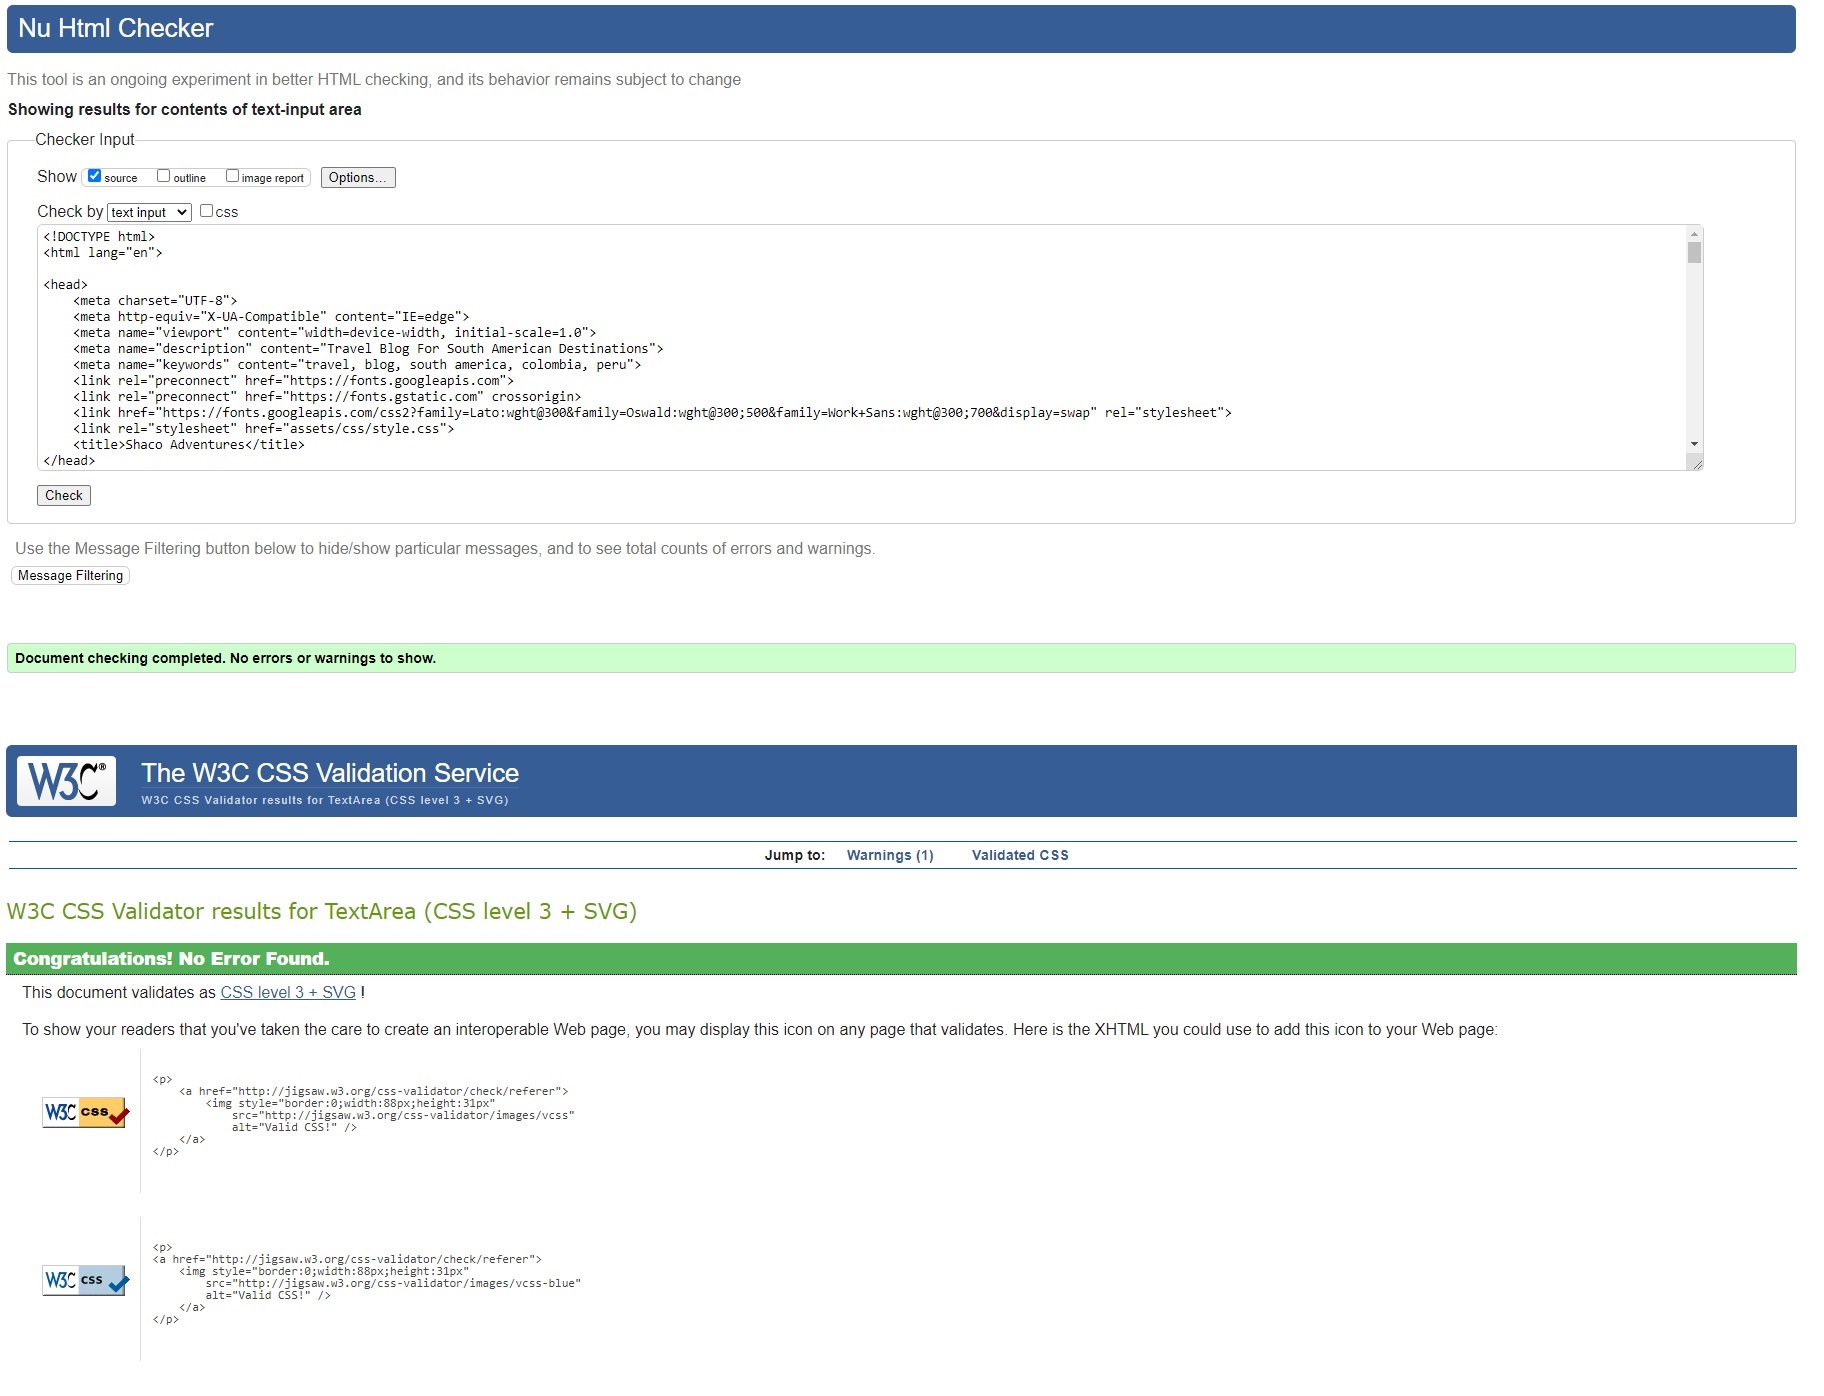 Nu Html Checker
This tool is an ongoing experiment in better HTML checking, and its behavior remains subject to change
Showing results for contents of text-input area
Checker Input
Show source outline image report Options...
Check by text input css
<!DOCTYPE html>
<html lang="en">
<head>
    <meta charset="UTF-8">
    <meta http-equiv="X-UA-Compatible" content="IE=edge">
    <meta name="viewport" content="width=device-width, initial-scale=1.0">
    <meta name="description" content="Travel Blog For South American Destinations">
    <meta name="keywords" content="travel, blog, south america, colombia, peru">
    <link rel="preconnect" href="https://fonts.googleapis.com">
    <link rel="preconnect" href="https://fonts.gstatic.com" crossorigin>
    <link href="https://fonts.googleapis.com/css2?family=Lato:wght@300&family=Oswald:wght@300;500&family=Work+Sans:wght@300;700&display=swap" rel="stylesheet">
    <link rel="stylesheet" href="assets/css/style.css">
    <title>Shaco Adventures</title>
</head>
Check
Use the Message Filtering button below to hide/show particular messages, and to see total counts of errors and warnings.
Message Filtering
Document checking completed. No errors or warnings to show.
W3C® The W3C CSS Validation Service
W3C CSS Validator results for TextArea (CSS level 3 + SVG)
Jump to: Warnings (1) Validated CSS
W3C CSS Validator results for TextArea (CSS level 3 + SVG)
Congratulations! No Error Found.
This document validates as CSS level 3 + SVG !
To show your readers that you've taken the care to create an interoperable Web page, you may display this icon on any page that validates. Here is the XHTML you could use to add this icon to your Web page:
W3C css
<p>
    <a href="http://jigsaw.w3.org/css-validator/check/referer">
        <img style="border:0;width:88px;height:31px"
            src="http://jigsaw.w3.org/css-validator/images/vcss"
            alt="Valid CSS!" />
    </a>
</p>
W3C css
<p>
<a href="http://jigsaw.w3.org/css-validator/check/referer">
    <img style="border:0;width:88px;height:31px"
        src="http://jigsaw.w3.org/css-validator/images/vcss-blue"
        alt="Valid CSS!" />
    </a>
</p>